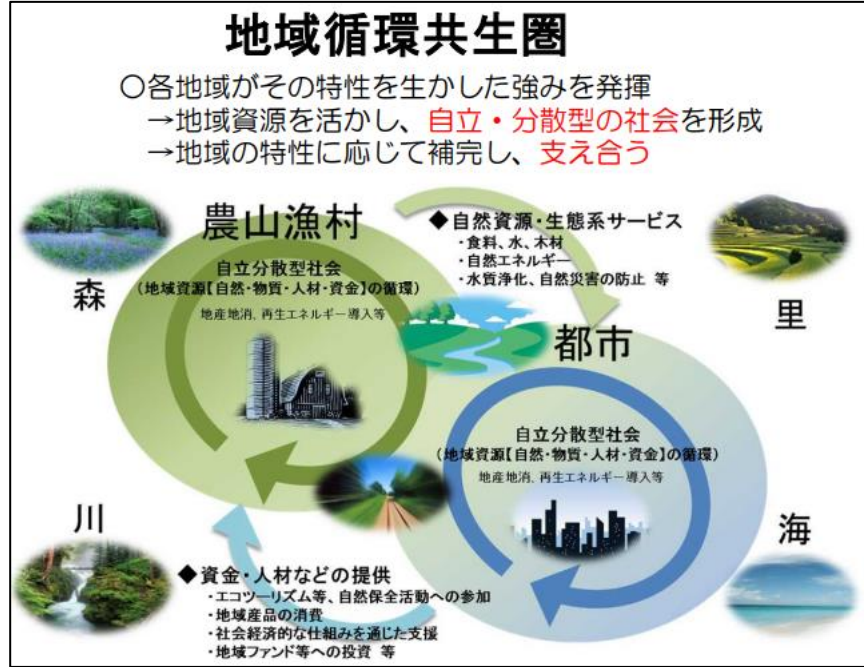 地域循環共生圏
〇各地域がその特性を生かした強みを発揮
→地域資源を活かし、自立・分散型の社会を形成
→地域の特性に応じて補完し、支え合う
農山漁村
◆自然資源・生態系サービス
・食料、水、木材
・自然エネルギー
・水質浄化、自然災害の防止 等
自立分散型社会
(地域資源【自然・物質・人材・資金】の循環)
地産地消、再生エネルギー導入等
森
里
都市
自立分散型社会
(地域資源【自然・物質・人材・資金】の循環)
地産地消、再生エネルギー導入等
川
海
◆資金・人材などの提供
・エコツーリズム等、自然保全活動への参加
・地域産品の消費
・社会経済的な仕組みを通じた支援
・地域ファンド等への投資 等